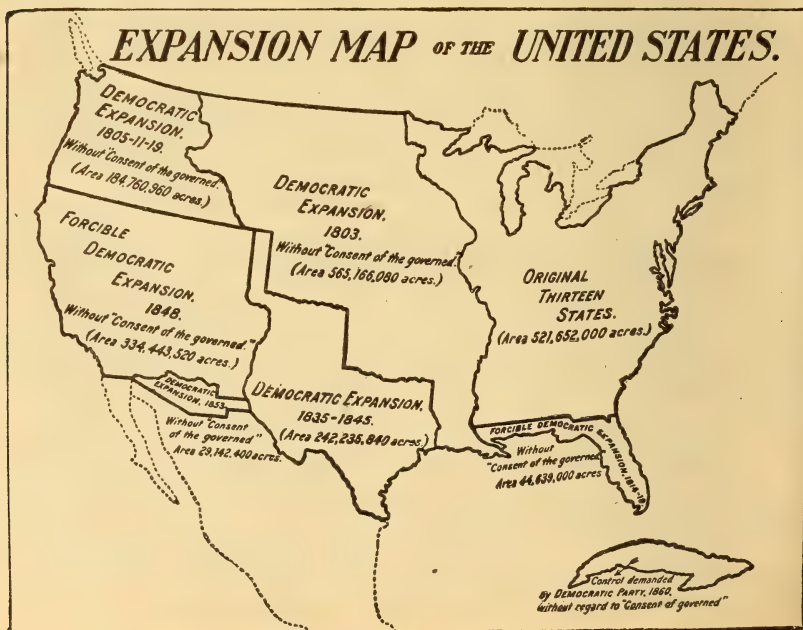 EXPANSION MAP OF THE UNITED STATES.
DEMOCRATIC
EXPANSION.
1805-11-19.
Without "Consent of the governed."
(Area 184,760,960 acres.)
DEMOCRATIC
EXPANSION,
1803.
Without "Consent of the governed"
(Area 565,166,080 acres.)
FORCIBLE
DEMOCRATIC
EXPANSION,
1848.
Without "Consent of the governed."
(Area 334,443,520 acres.)
ORIGINAL
THIRTEEN
STATES.
(Area 521,652,000 acres.)
DEMOCRATIC
EXPANSION, 1853
Without "Consent
of the governed"
Area 29,142,400 acres.
DEMOCRATIC EXPANSION,
1835-1845.
(Area 242,235,840 acres.)
FORCIBLE DEMOCRATIC EXPANSION, 1814-19
Without
"Consent of the governed"
Area 44,639,000 acres
Control demanded
By DEMOCRATIC PARTY, 1860,
without regard to "Consent of governed"